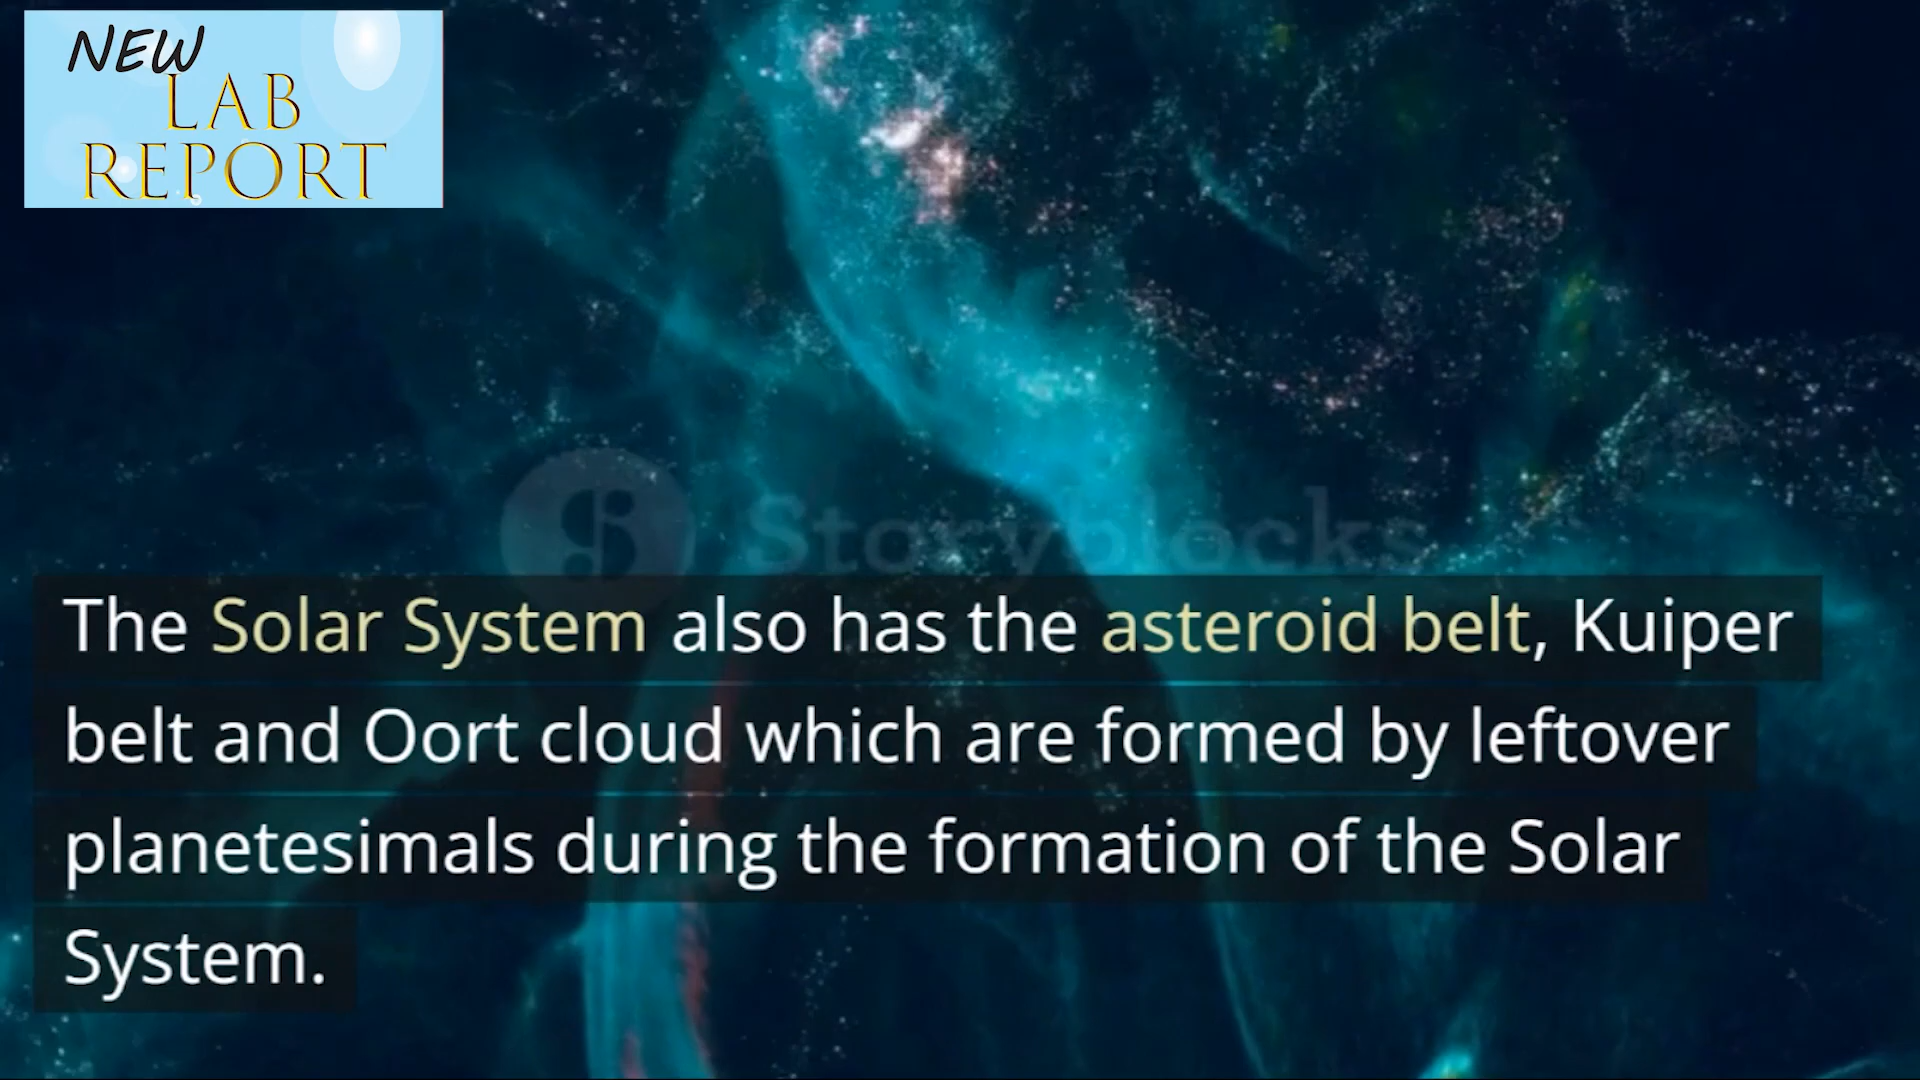 NEW
LAB
REPORT
Storyblocks
The Solar System also has the asteroid belt, Kuiper
belt and Oort cloud which are formed by leftover
planetesimals during the formation of the Solar
System.